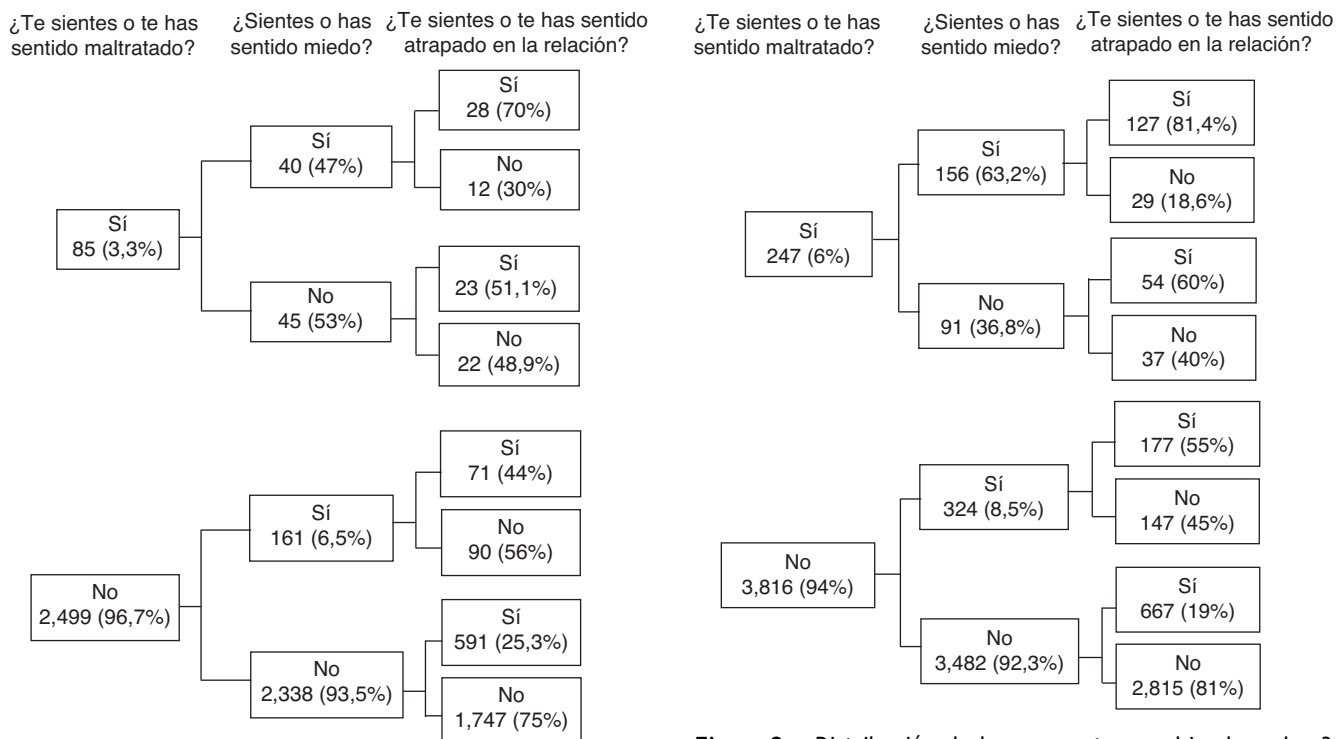 ¿Te sientes o te has
sentido maltratado?
¿Sientes o has
sentido miedo?
¿Te sientes o te has sentido
atrapado en la relación?
Sí
85 (3,3%)
Sí
40 (47%)
Sí
28 (70%)
No
12 (30%)
No
45 (53%)
Sí
23 (51,1%)
No
22 (48,9%)
No
2,499 (96,7%)
Sí
161 (6,5%)
Sí
71 (44%)
No
90 (56%)
No
2,338 (93,5%)
Sí
591 (25,3%)
No
1,747 (75%)
¿Te sientes o te has
sentido maltratado?
¿Sientes o has
sentido miedo?
¿Te sientes o te has sentido
atrapado en la relación?
Sí
247 (6%)
Sí
156 (63,2%)
Sí
127 (81,4%)
No
29 (18,6%)
No
91 (36,8%)
Sí
54 (60%)
No
37 (40%)
No
3,816 (94%)
Sí
324 (8,5%)
Sí
177 (55%)
No
147 (45%)
No
3,482 (92,3%)
Sí
667 (19%)
No
2,815 (81%)